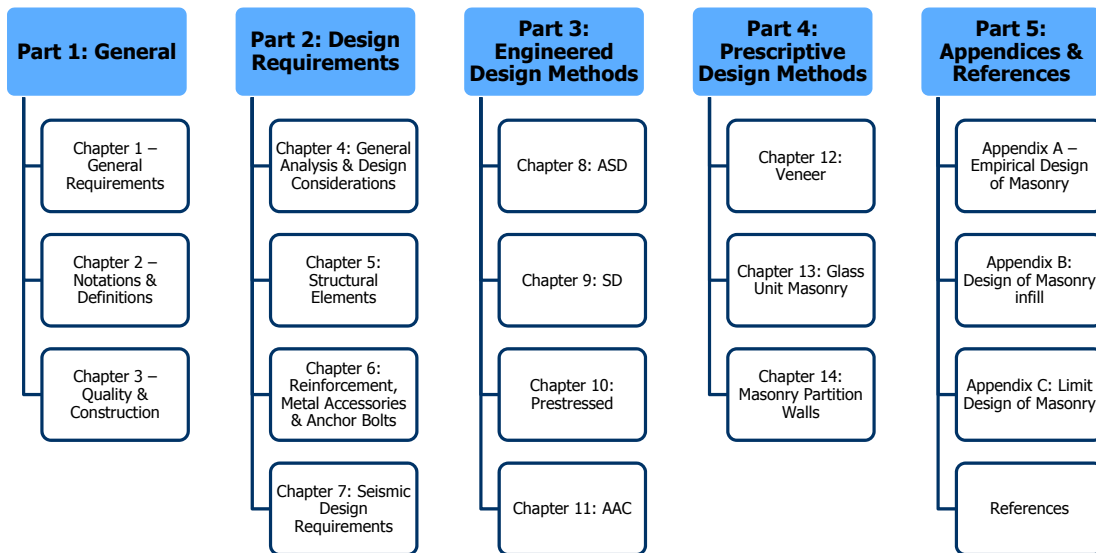 Part 1: General
Chapter 1 –
General
Requirements
Chapter 2 –
Notations &
Definitions
Chapter 3 –
Quality &
Construction
Part 2: Design
Requirements
Chapter 4: General
Analysis & Design
Considerations
Chapter 5:
Structural
Elements
Chapter 6:
Reinforcement,
Metal Accessories
& Anchor Bolts
Chapter 7: Seismic
Design
Requirements
Part 3:
Engineered
Design Methods
Chapter 8: ASD
Chapter 9: SD
Chapter 10:
Prestressed
Chapter 11: AAC
Part 4:
Prescriptive
Design Methods
Chapter 12:
Veneer
Chapter 13: Glass
Unit Masonry
Chapter 14:
Masonry Partition
Walls
Part 5:
Appendices &
References
Appendix A –
Empirical Design
of Masonry
Appendix B:
Design of Masonry
infill
Appendix C: Limit
Design of Masonry
References